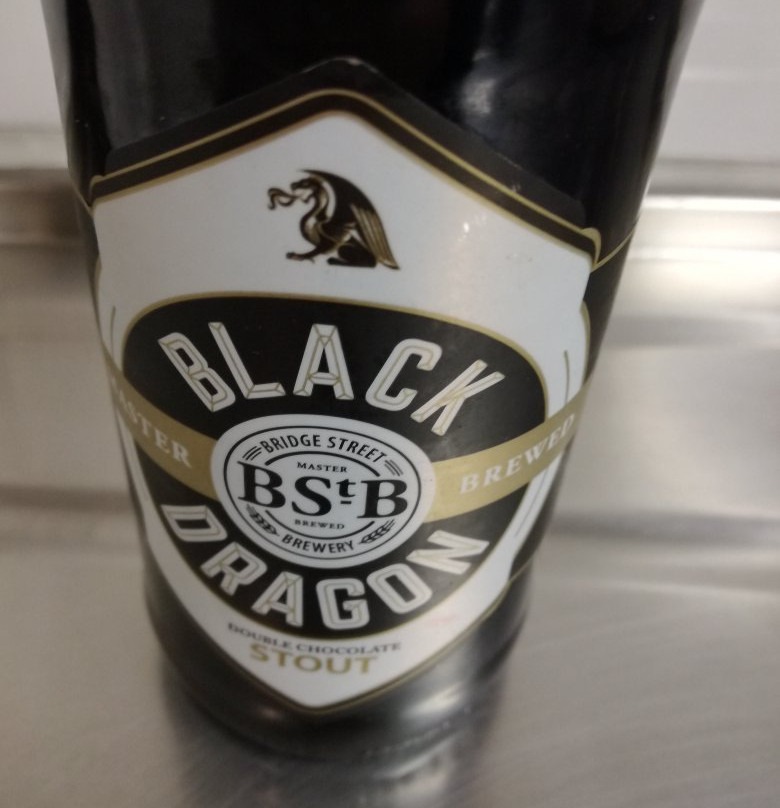 BLACK
MASTER BREWED
BRIDGE STREET
MASTER
BStB
BREWED
BREWERY
DRAGON
DOUBLE CHOCOLATE
STOUT